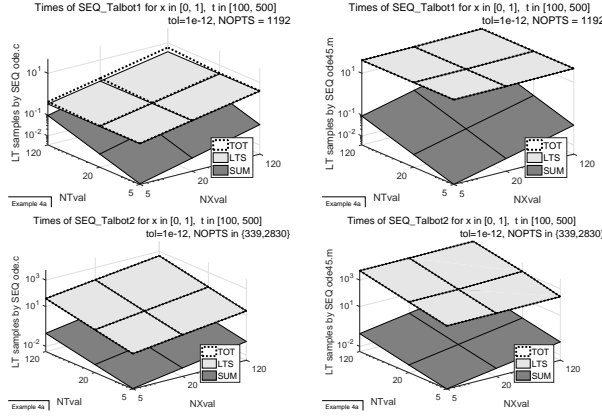 Times of SEQ_Talbot1 for x in [0, 1], t in [100, 500]
tol=1e-12, NOPTS = 1192
LT samples by SEQ ode.c
10^1
10^-1
10^-2
120
20
5
NTval
5
20
120
NXval
TOT
LTS
SUM
Example 4a
Times of SEQ_Talbot1 for x in [0, 1], t in [100, 500]
tol=1e-12, NOPTS = 1192
LT samples by SEQ ode45.m
10^1
10^-1
10^-2
120
20
5
NTval
5
20
120
NXval
TOT
LTS
SUM
Example 4a
Times of SEQ_Talbot2 for x in [0, 1], t in [100, 500]
tol=1e-12, NOPTS in {339,2830}
LT samples by SEQ ode.c
10^3
10^1
10^-2
120
20
5
NTval
5
20
120
NXval
TOT
LTS
SUM
Example 4a
Times of SEQ_Talbot2 for x in [0, 1], t in [100, 500]
tol=1e-12, NOPTS in {339,2830}
LT samples by SEQ ode45.m
10^3
10^1
10^-2
120
20
5
NTval
5
20
120
NXval
TOT
LTS
SUM
Example 4a